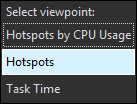 Select viewpoint:
Hotspots by CPU Usage
Hotspots
Task Time